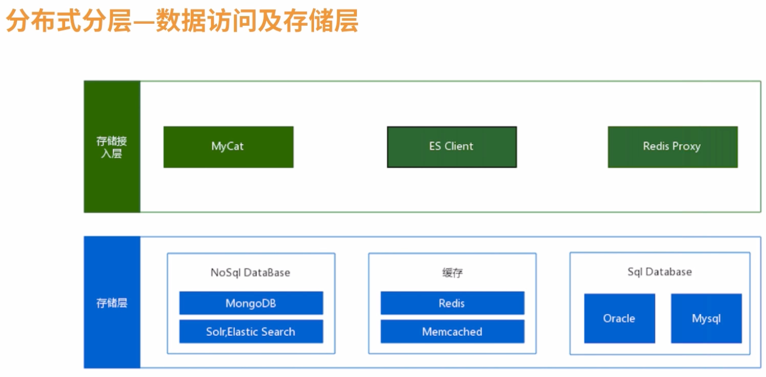 分布式分层—数据访问及存储层
存储接
入层
MyCat
ES Client
Redis Proxy
存储层
NoSql DataBase
MongoDB
Solr,Elastic Search
缓存
Redis
Memcached
Sql Database
Oracle
Mysql